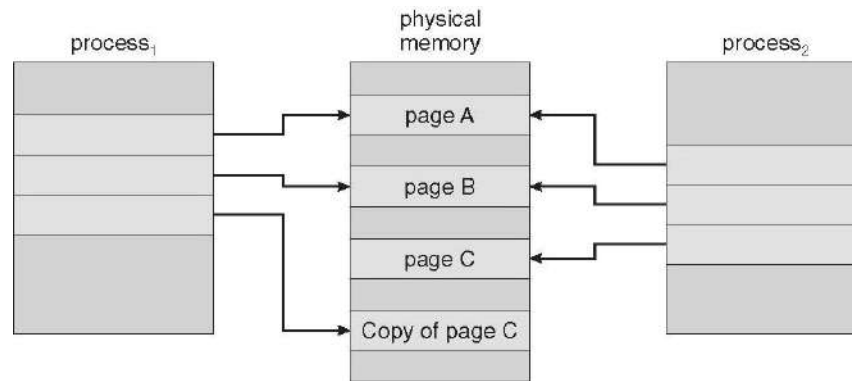 process₁
physical
memory
process₂
page A
page B
page C
Copy of page C